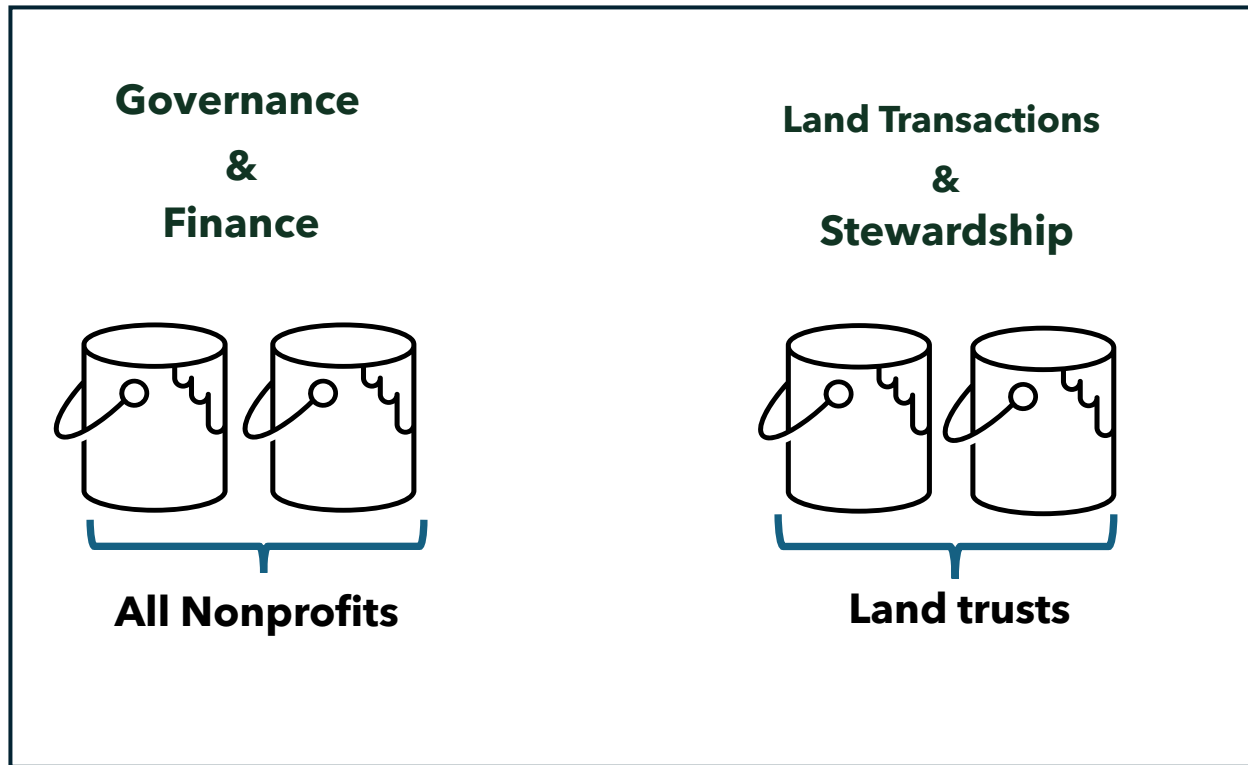 Governance
&
Finance
Land Transactions
&
Stewardship
All Nonprofits
Land trusts